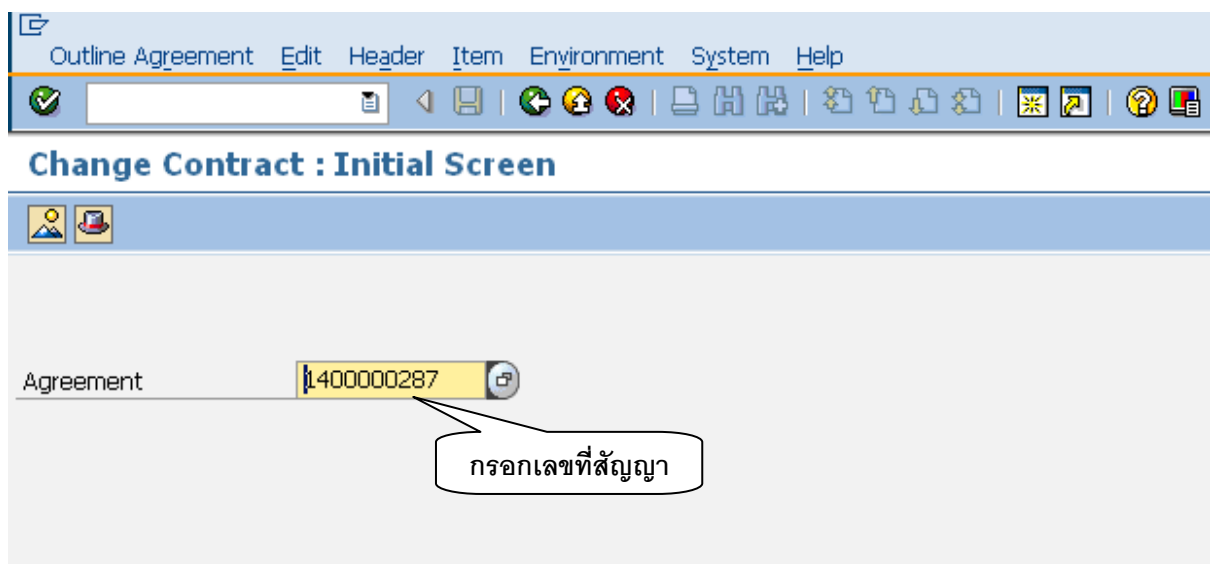 Outline Agreement Edit Header Item Environment System Help
Change Contract : Initial Screen
Agreement 1400000287
กรอกเลขที่สัญญา